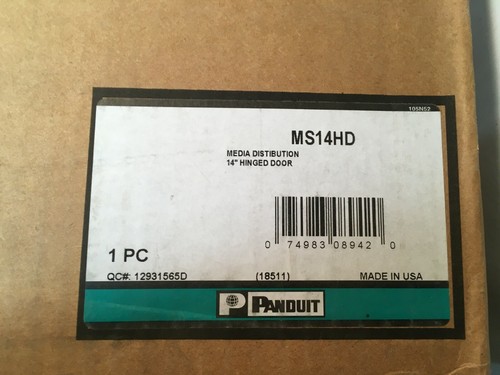 105N52
MS14HD
MEDIA DISTIBUTION
14" HINGED DOOR
0 74983 08942 0
1 PC
QC#: 12931565D (18511) MADE IN USA
P PANDUIT